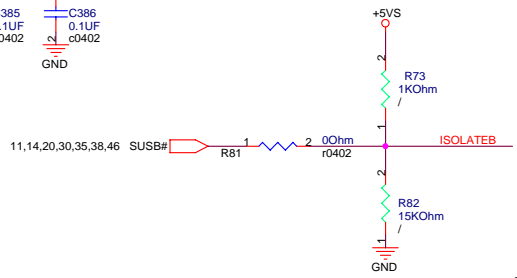 385
C386
.1UF
0.1UF
0402
c0402
2
GND
+5VS
2
R73
1KOhm
/
1
11,14,20,30,35,38,46 SUSB#
1
R81
2
0Ohm
r0402
ISOLATEB
2
R82
15KOhm
/
1
GND